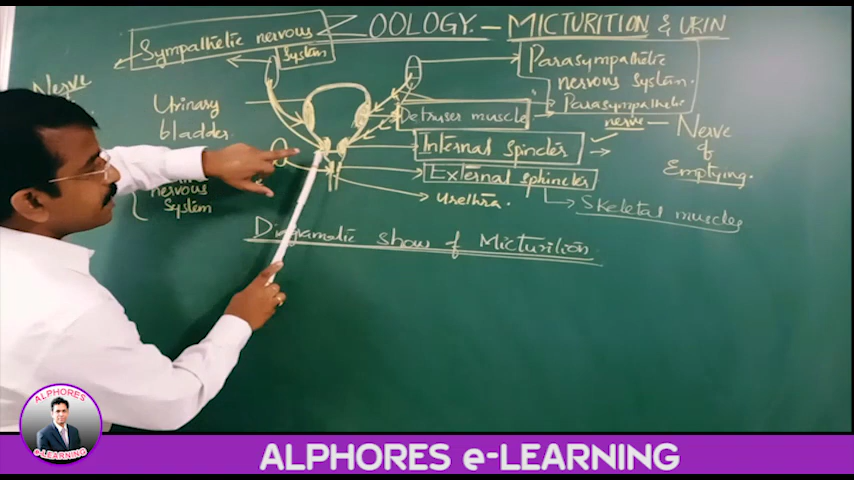 ZOOLOGY. — MICTURITION & URIN
Sympathetic nervous
System
Parasympathetic
nervous system.
Parasympathetic
nerve — Nerve
of
Emptying.
Nerve
Urinary
bladder
Detruser muscle
Internal spincter
External sphincter
Skeletal muscles
Urethra.
nervous
System
Diagramatic show of Micturition
ALPHORES
e-LEARNING
ALPHORES e-LEARNING